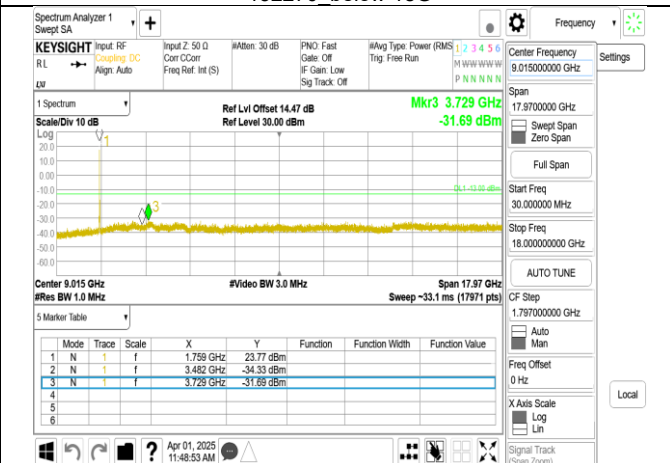 Spectrum Analyzer 1
Swept SA
Frequency
KEYSIGHT
Input: RF
Coupling: DC
Align: Auto
Input Z: 50 Ω
Corr CCorr
Freq Ref: Int (S)
#Atten: 30 dB
PNO: Fast
Gate: Off
IF Gain: Low
Sig Track: Off
#Avg Type: Power (RMS
Trig: Free Run
1 2 3 4 5 6
M W W W W W
P N N N N N
RL
LXI
Center Frequency
9.015000000 GHz
Settings
Span
17.9700000 GHz
Swept Span
Zero Span
Full Span
Start Freq
30.000000 MHz
Stop Freq
18.000000000 GHz
AUTO TUNE
CF Step
1.797000000 GHz
Auto
Man
Freq Offset
0 Hz
X Axis Scale
Log
Lin
Local
Signal Track
(Span Zoom)
1 Spectrum
Scale/Div 10 dB
Ref Lvl Offset 14.47 dB
Ref Level 30.00 dBm
Mkr3 3.729 GHz
-31.69 dBm
Log
20.0
10.0
0.00
-10.0
-20.0
-30.0
-40.0
-50.0
-60.0
1
3
DL1 -13.00 dBm
Center 9.015 GHz
#Res BW 1.0 MHz
#Video BW 3.0 MHz
Span 17.97 GHz
Sweep ~33.1 ms (17971 pts)
5 Marker Table
Mode Trace Scale X Y Function Function Width Function Value
1 N 1 f 1.759 GHz 23.77 dBm
2 N 1 f 3.482 GHz -34.33 dBm
3 N 1 f 3.729 GHz -31.69 dBm
4
5
6
Apr 01, 2025
11:48:53 AM